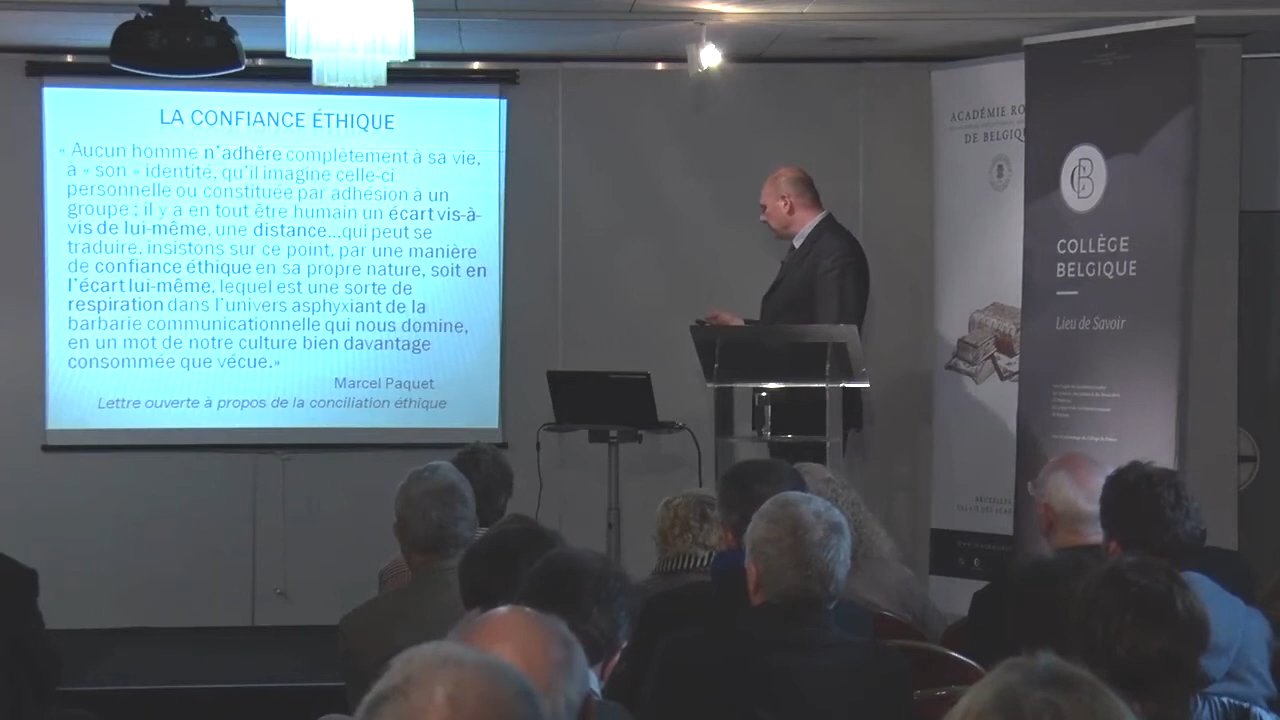 LA CONFIANCE ÉTHIQUE
« Aucun homme n'adhère complètement à sa vie,
à « son » identité, qu'il imagine celle-ci
personnelle ou constituée par adhésion à un
groupe ; il y a en tout être humain un écart vis-à-
vis de lui-même, une distance...qui peut se
traduire, insistons sur ce point, par une manière
de confiance éthique en sa propre nature, soit en
l'écart lui-même, lequel est une sorte de
respiration dans l'univers asphyxiant de la
barbarie communicationnelle qui nous domine,
en un mot de notre culture bien davantage
consommée que vécue.»
Marcel Paquet
Lettre ouverte à propos de la conciliation éthique
ACADÉMIE RO
DE BELGIQU
BRUXELLES
COLLÈGE
BELGIQUE
Lieu de Savoir